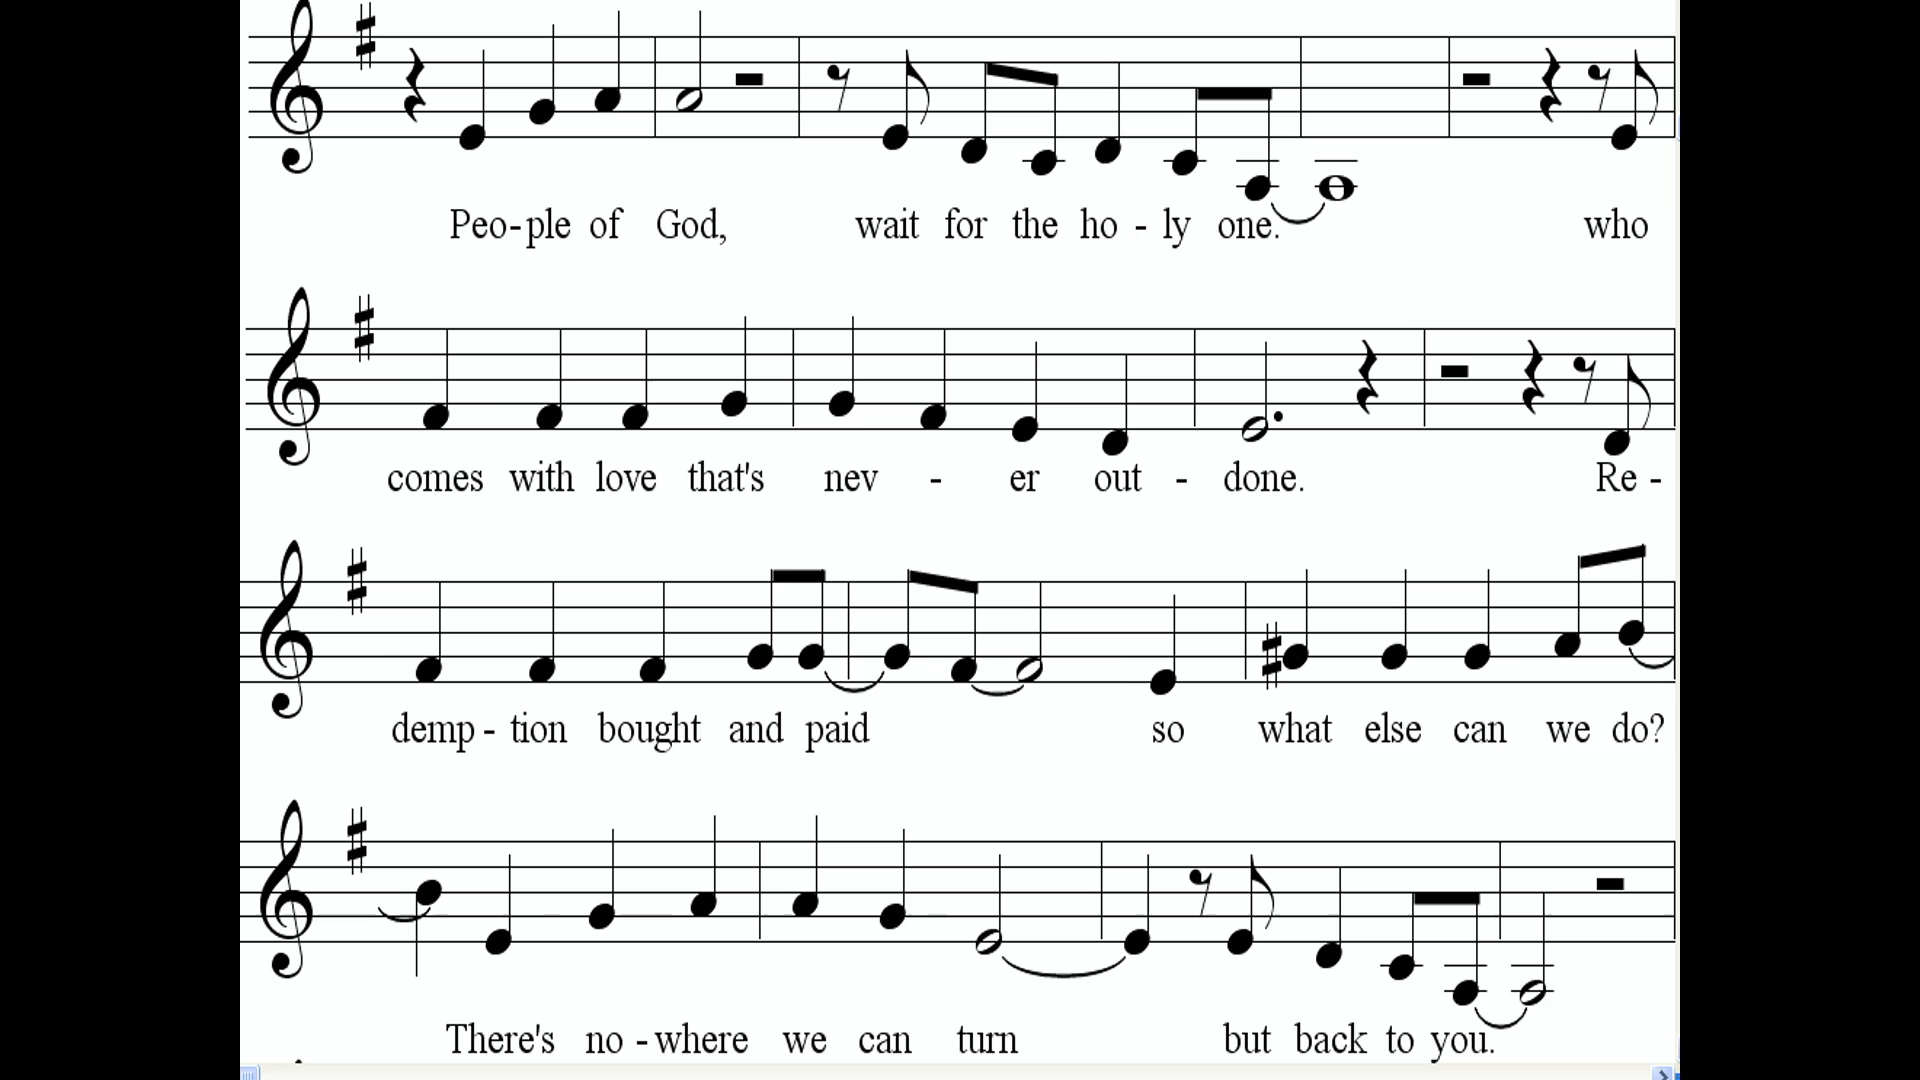 Peo-ple of God, wait for the ho - ly one. who
comes with love that's nev - er out - done. Re -
demp - tion bought and paid so what else can we do?
There's no - where we can turn but back to you.